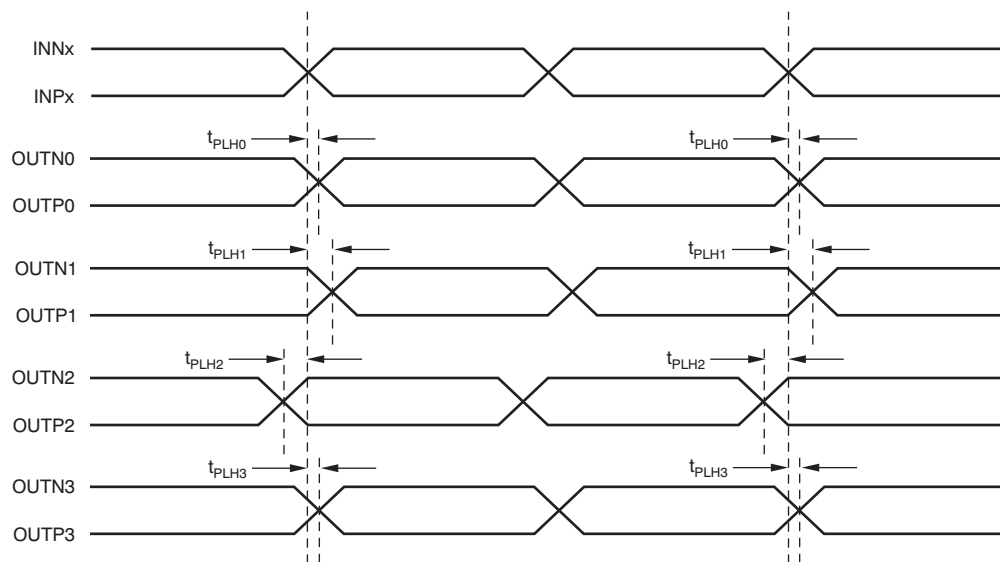 INNx
INPx
tPLH0 tPLH0
OUTN0
OUTP0
tPLH1 tPLH1
OUTN1
OUTP1
tPLH2 tPLH2
OUTN2
OUTP2
tPLH3 tPLH3
OUTN3
OUTP3